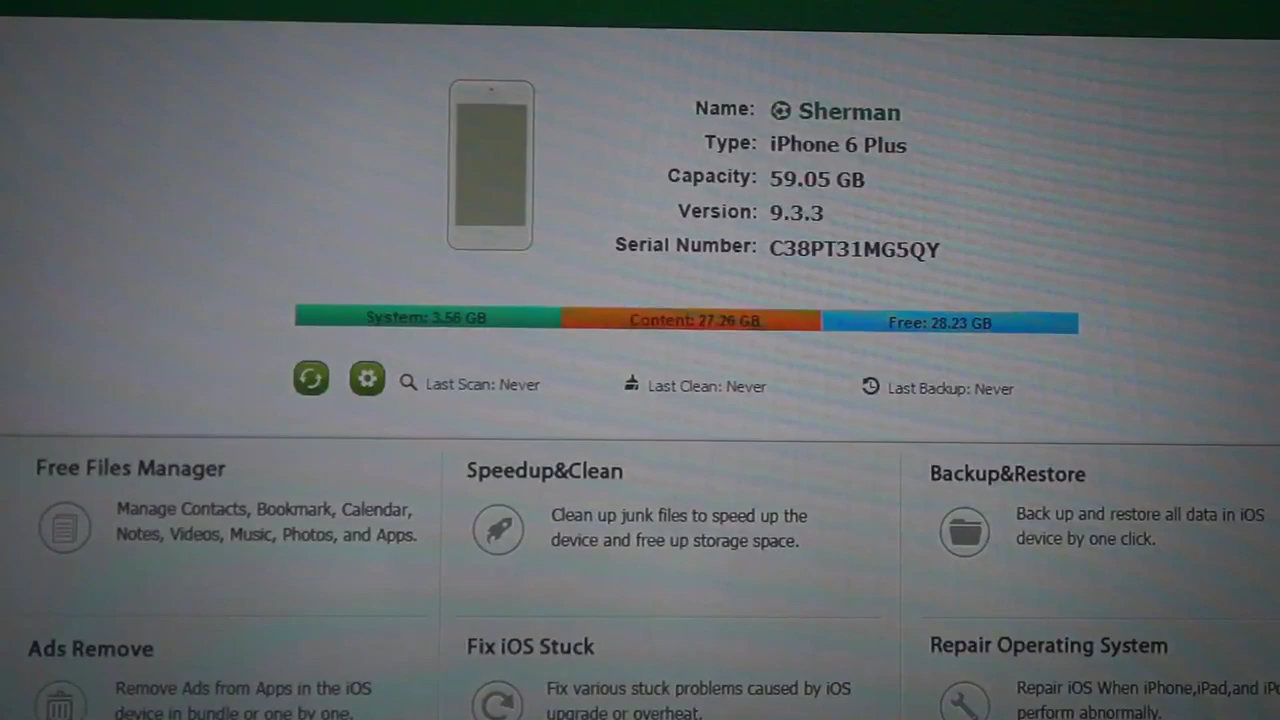 Name: Sherman
Type: iPhone 6 Plus
Capacity: 59.05 GB
Version: 9.3.3
Serial Number: C38PT31MG5QY
System: 3.56 GB Content: 27.26 GB Free: 28.23 GB
Last Scan: Never Last Clean: Never Last Backup: Never
Free Files Manager
Manage Contacts, Bookmark, Calendar,
Notes, Videos, Music, Photos, and Apps.
Speedup&Clean
Clean up junk files to speed up the
device and free up storage space.
Backup&Restore
Back up and restore all data in iOS
device by one click.
Ads Remove
Remove Ads from Apps in the iOS
device in bundle or one by one.
Fix iOS Stuck
Fix various stuck problems caused by iOS
upgrade or overheat.
Repair Operating System
Repair iOS When iPhone,iPad,and
perform abnormally.